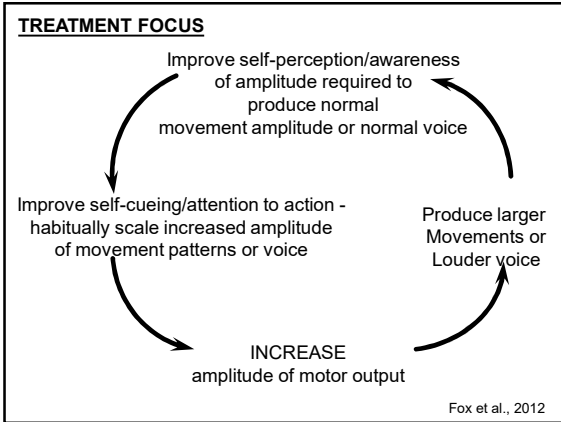 TREATMENT FOCUS
Improve self-perception/awareness
of amplitude required to
produce normal
movement amplitude or normal voice
Improve self-cueing/attention to action -
habitually scale increased amplitude
of movement patterns or voice
Produce larger
Movements or
Louder voice
INCREASE
amplitude of motor output
Fox et al., 2012